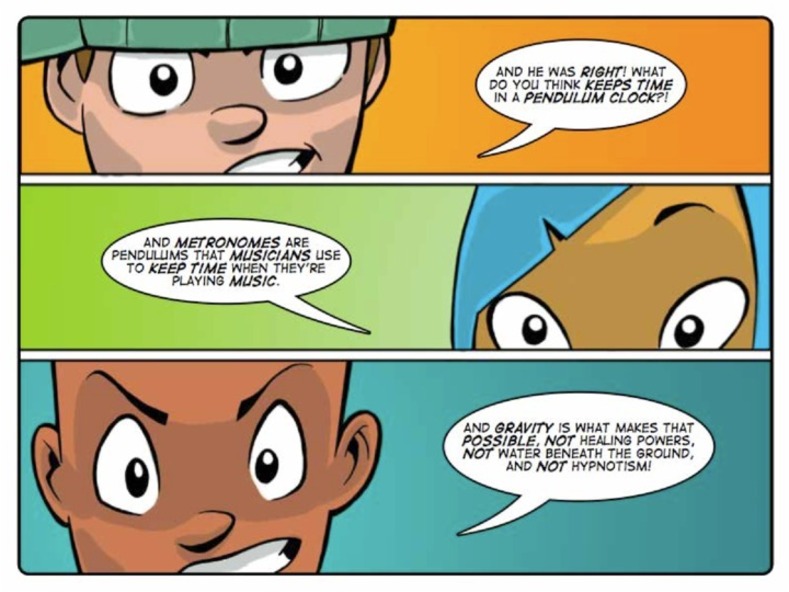 AND HE WAS RIGHT! WHAT
DO YOU THINK KEEPS TIME
IN A PENDULUM CLOCK?!
AND METRONOMES ARE
PENDULUMS THAT MUSICIANS USE
TO KEEP TIME WHEN THEY'RE
PLAYING MUSIC.
AND GRAVITY IS WHAT MAKES THAT
POSSIBLE, NOT HEALING POWERS,
NOT WATER BENEATH THE GROUND,
AND NOT HYPNOTISM!